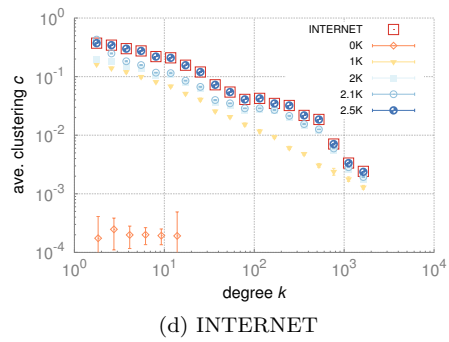 ave. clustering c
10^0
10^-1
10^-2
10^-3
10^-4
INTERNET
0K
1K
2K
2.1K
2.5K
10^0 10^1 10^2 10^3 10^4
degree k
(d) INTERNET